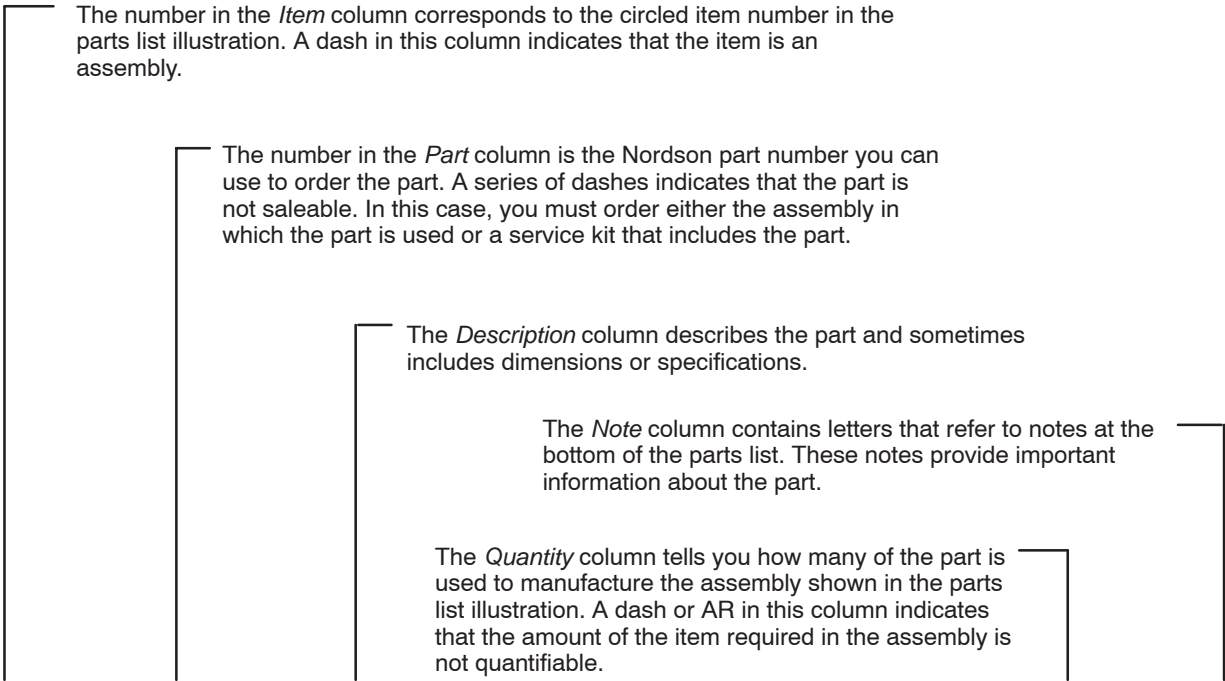 The number in the Item column corresponds to the circled item number in the
parts list illustration. A dash in this column indicates that the item is an
assembly.
The number in the Part column is the Nordson part number you can
use to order the part. A series of dashes indicates that the part is
not saleable. In this case, you must order either the assembly in
which the part is used or a service kit that includes the part.
The Description column describes the part and sometimes
includes dimensions or specifications.
The Note column contains letters that refer to notes at the
bottom of the parts list. These notes provide important
information about the part.
The Quantity column tells you how many of the part is
used to manufacture the assembly shown in the parts
list illustration. A dash or AR in this column indicates
that the amount of the item required in the assembly is
not quantifiable.